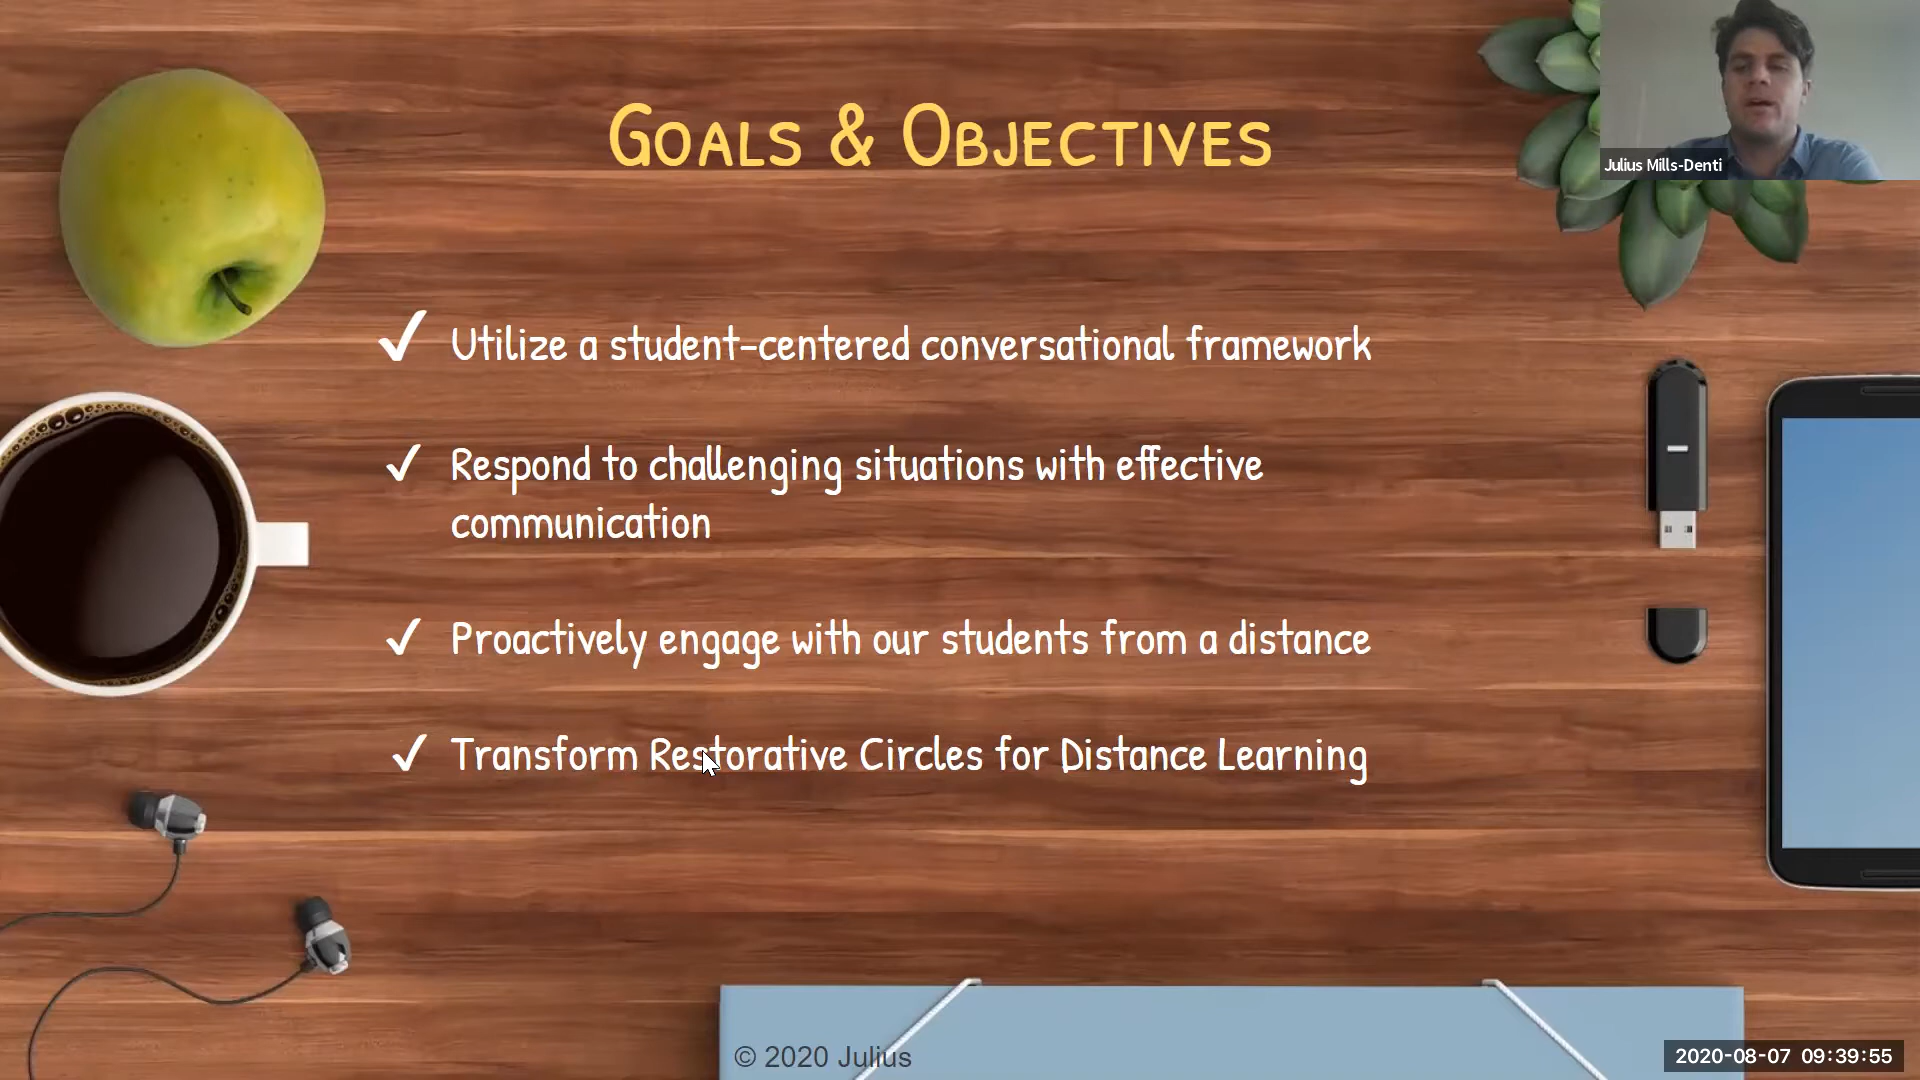 Goals & Objectives
Julius Mills-Denti
✓ Utilize a student-centered conversational framework
✓ Respond to challenging situations with effective
communication
✓ Proactively engage with our students from a distance
✓ Transform Restorative Circles for Distance Learning
© 2020 Julius
2020-08-07 09:39:55